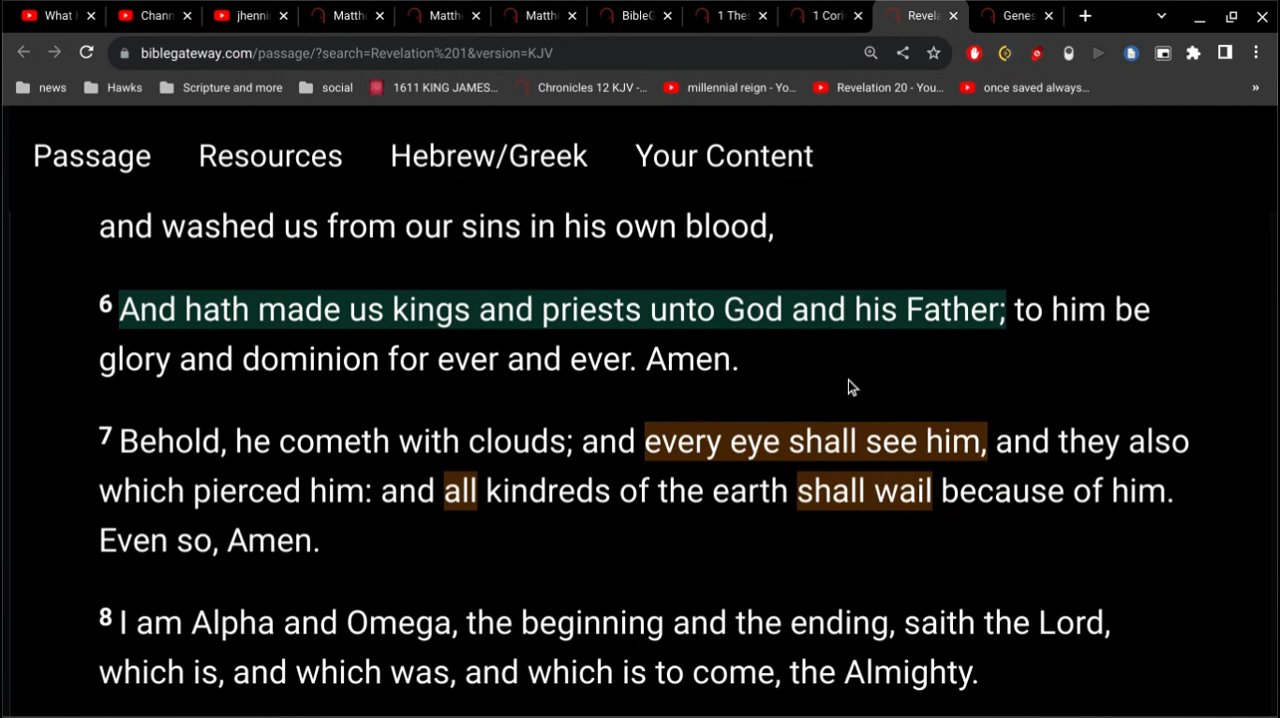 What I Chann jhenni Matth Matth Matth BibleG 1 The 1 Cori Revela Genes
biblegateway.com/passage/?search=Revelation%201&version=KJV
news Hawks Scripture and more social 1611 KING JAMES... Chronicles 12 KJV -... millennial reign - Yo... Revelation 20 - You... once saved always... »
Passage Resources Hebrew/Greek Your Content
and washed us from our sins in his own blood,
6 And hath made us kings and priests unto God and his Father; to him be
glory and dominion for ever and ever. Amen.
7 Behold, he cometh with clouds; and every eye shall see him, and they also
which pierced him: and all kindreds of the earth shall wail because of him.
Even so, Amen.
8 I am Alpha and Omega, the beginning and the ending, saith the Lord,
which is, and which was, and which is to come, the Almighty.